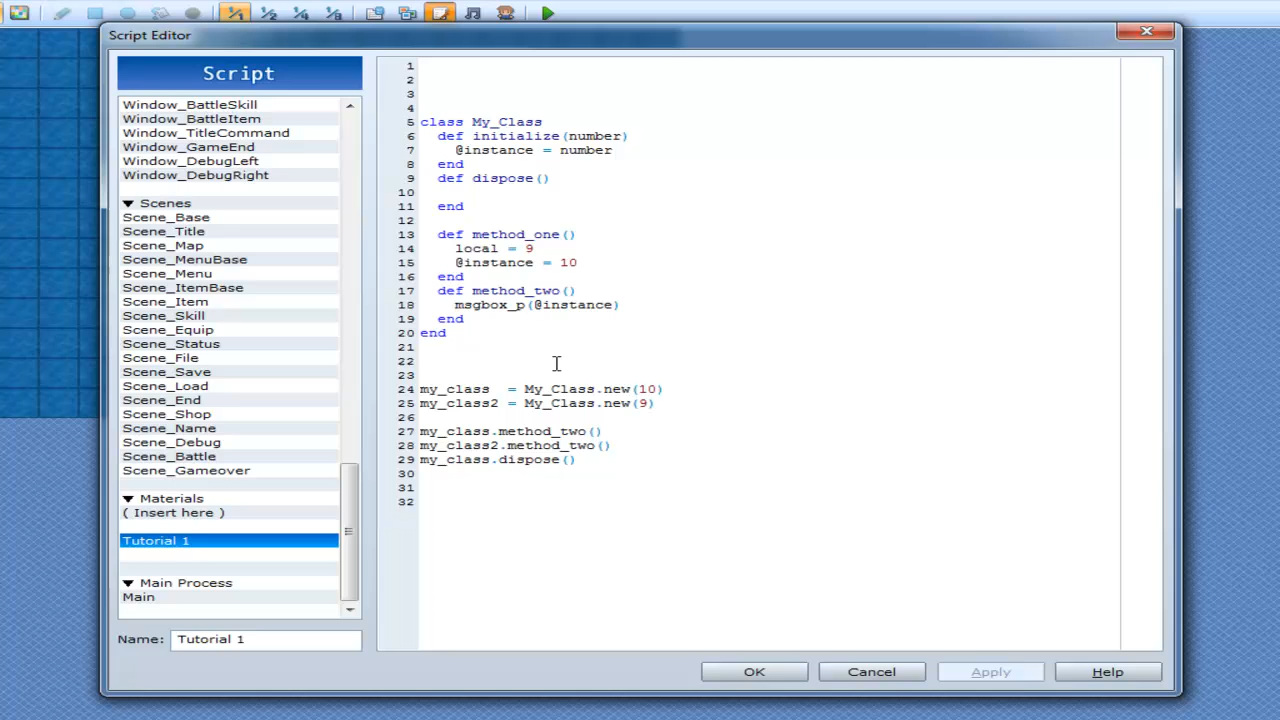 Script Editor
Script
Window_BattleSkill
Window_BattleItem
Window_TitleCommand
Window_GameEnd
Window_DebugLeft
Window_DebugRight
▼ Scenes
Scene_Base
Scene_Title
Scene_Map
Scene_MenuBase
Scene_Menu
Scene_ItemBase
Scene_Item
Scene_Skill
Scene_Equip
Scene_Status
Scene_File
Scene_Save
Scene_Load
Scene_End
Scene_Shop
Scene_Name
Scene_Debug
Scene_Battle
Scene_Gameover
▼ Materials
( Insert here )
Tutorial 1
▼ Main Process
Main
Name: Tutorial 1
1
2
3
4
5 class My_Class
6   def initialize(number)
7     @instance = number
8   end
9   def dispose()
10
11   end
12
13   def method_one()
14     local = 9
15     @instance = 10
16   end
17   def method_two()
18     msgbox_p(@instance)
19   end
20 end
21
22
23
24 my_class  = My_Class.new(10)
25 my_class2 = My_Class.new(9)
26
27 my_class.method_two()
28 my_class2.method_two()
29 my_class.dispose()
30
31
32
OK Cancel Apply Help